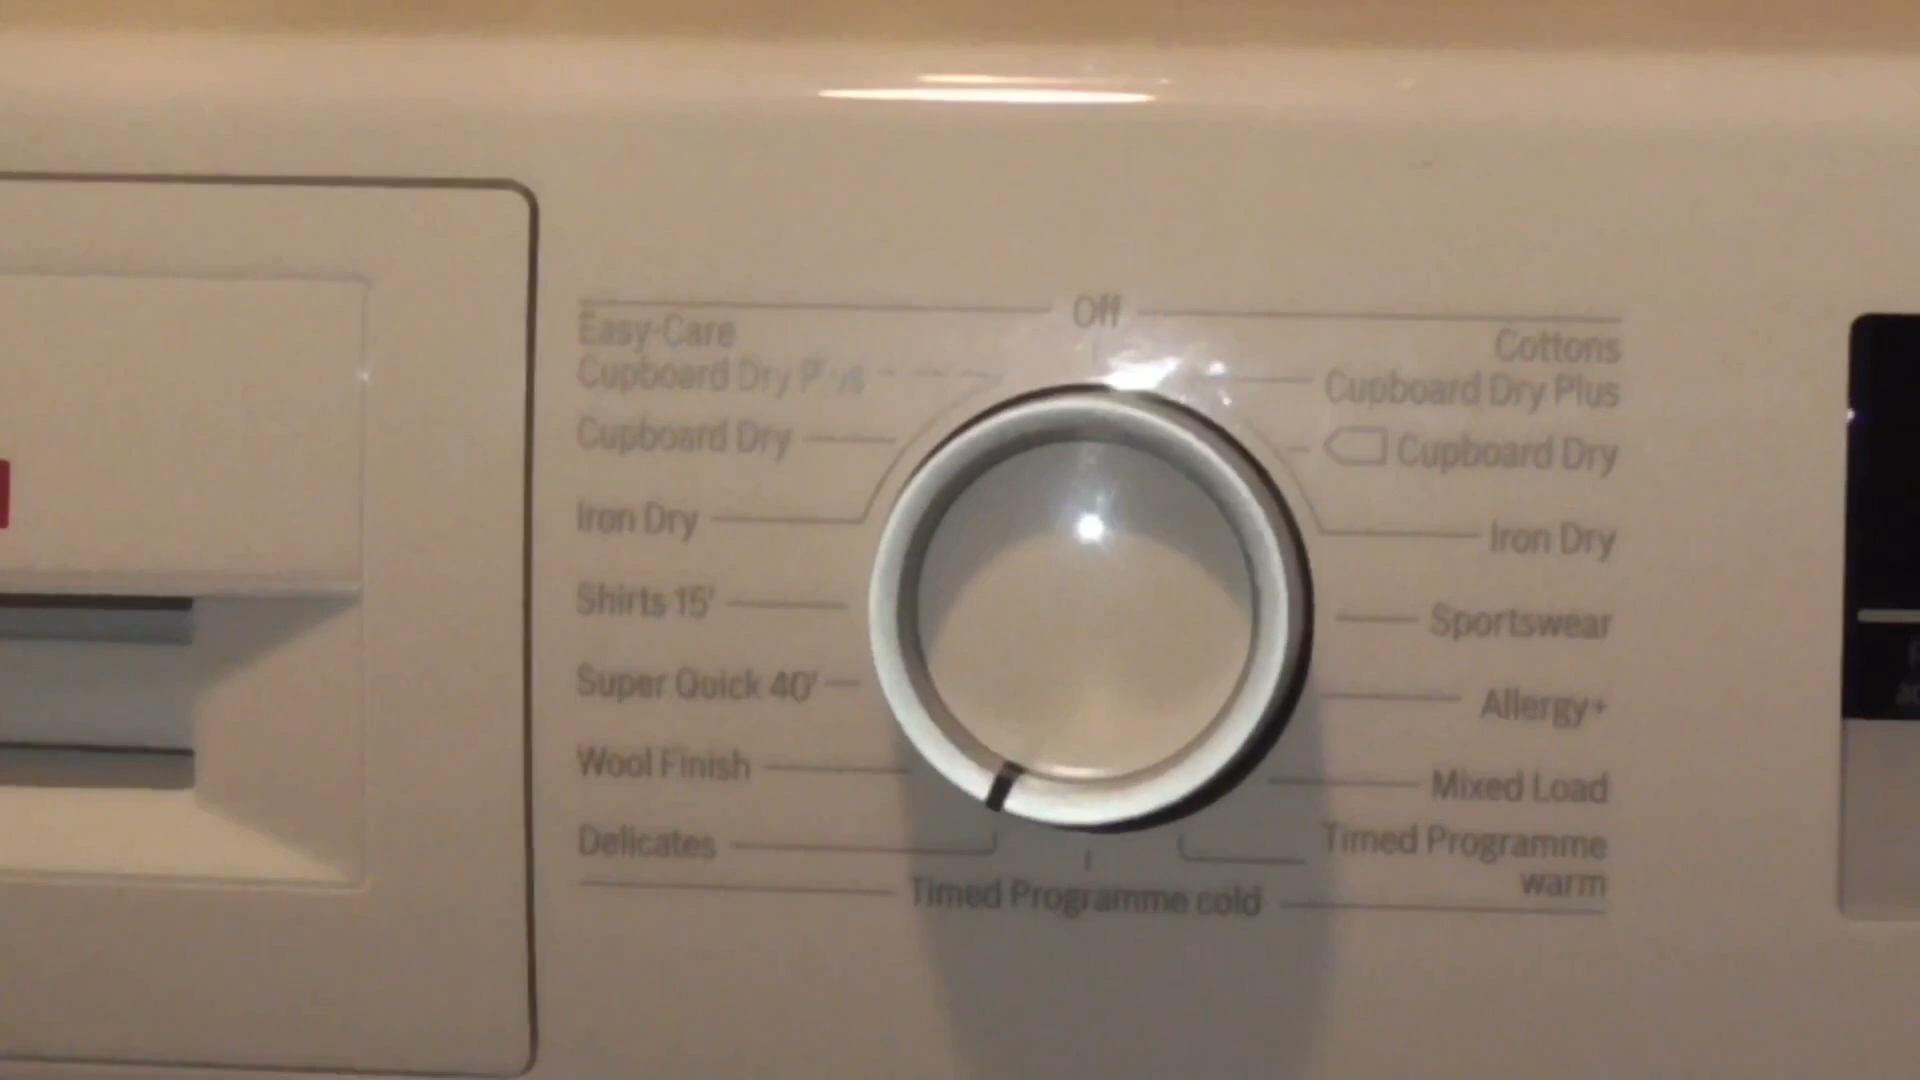 Off
Easy-Care
Cupboard Dry Plus
Cupboard Dry
Iron Dry
Shirts 15'
Super Quick 40'
Wool Finish
Delicates
Cottons
Cupboard Dry Plus
Cupboard Dry
Iron Dry
Sportswear
Allergy+
Mixed Load
Timed Programme
warm
Timed Programme cold